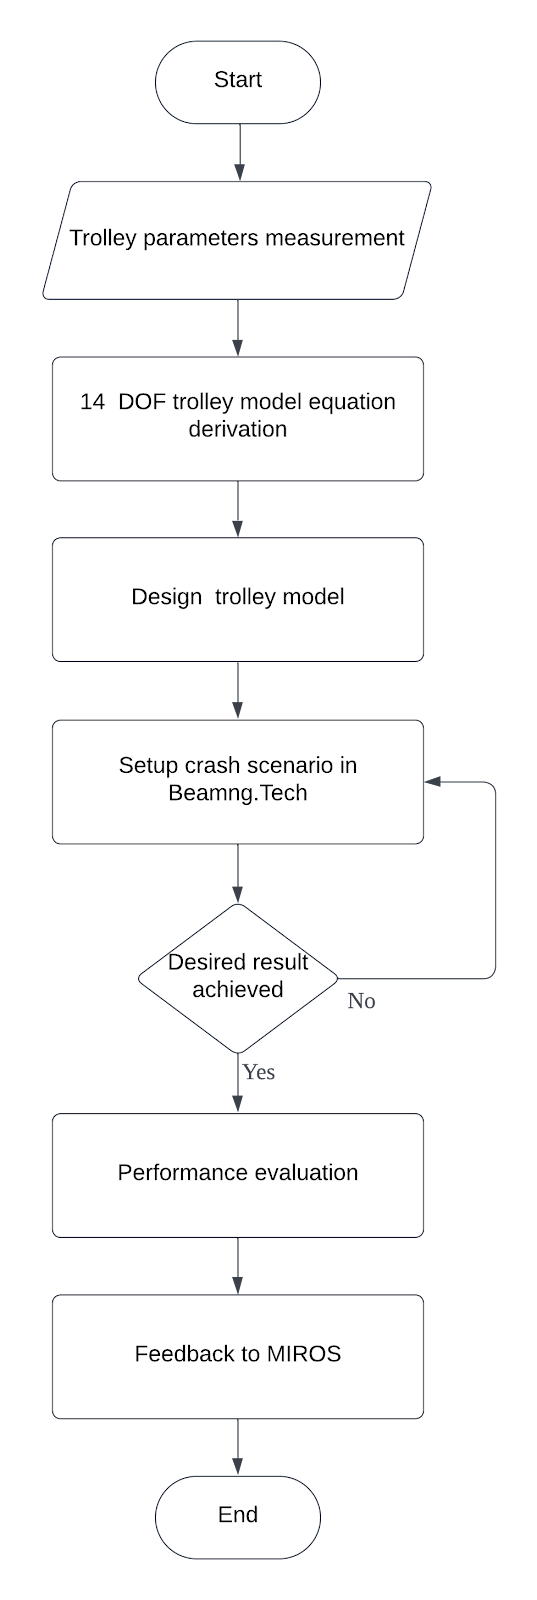 Start
Trolley parameters measurement
14  DOF trolley model equation
derivation
Design  trolley model
Setup crash scenario in
Beamng.Tech
Desired result
achieved
No
Yes
Performance evaluation
Feedback to MIROS
End